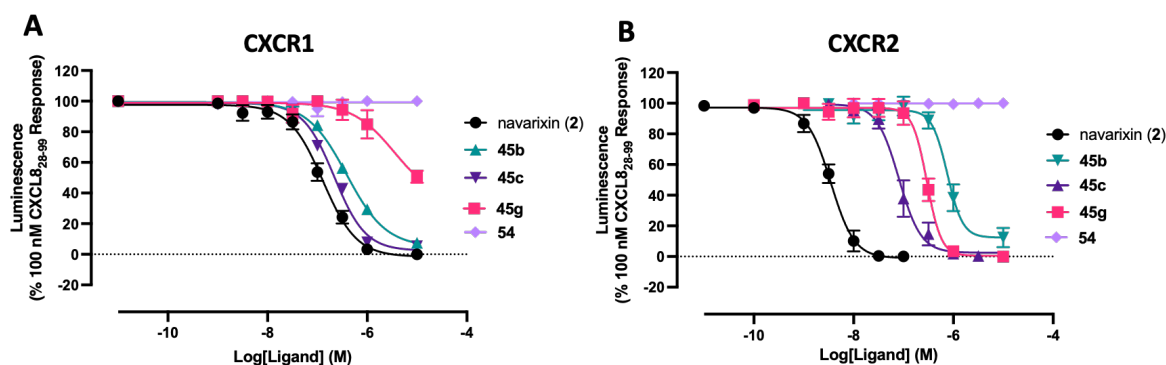 A
CXCR1
Luminescence
(% 100 nM CXCL8₂₈₋₉₉ Response)
120
100
80
60
40
20
0
-20
-10
-8
-6
-4
Log[Ligand] (M)
navarixin (2)
45b
45c
45g
54
B
CXCR2
Luminescence
(% 100 nM CXCL8₂₈₋₉₉ Response)
120
100
80
60
40
20
0
-20
-10
-8
-6
-4
Log[Ligand] (M)
navarixin (2)
45b
45c
45g
54